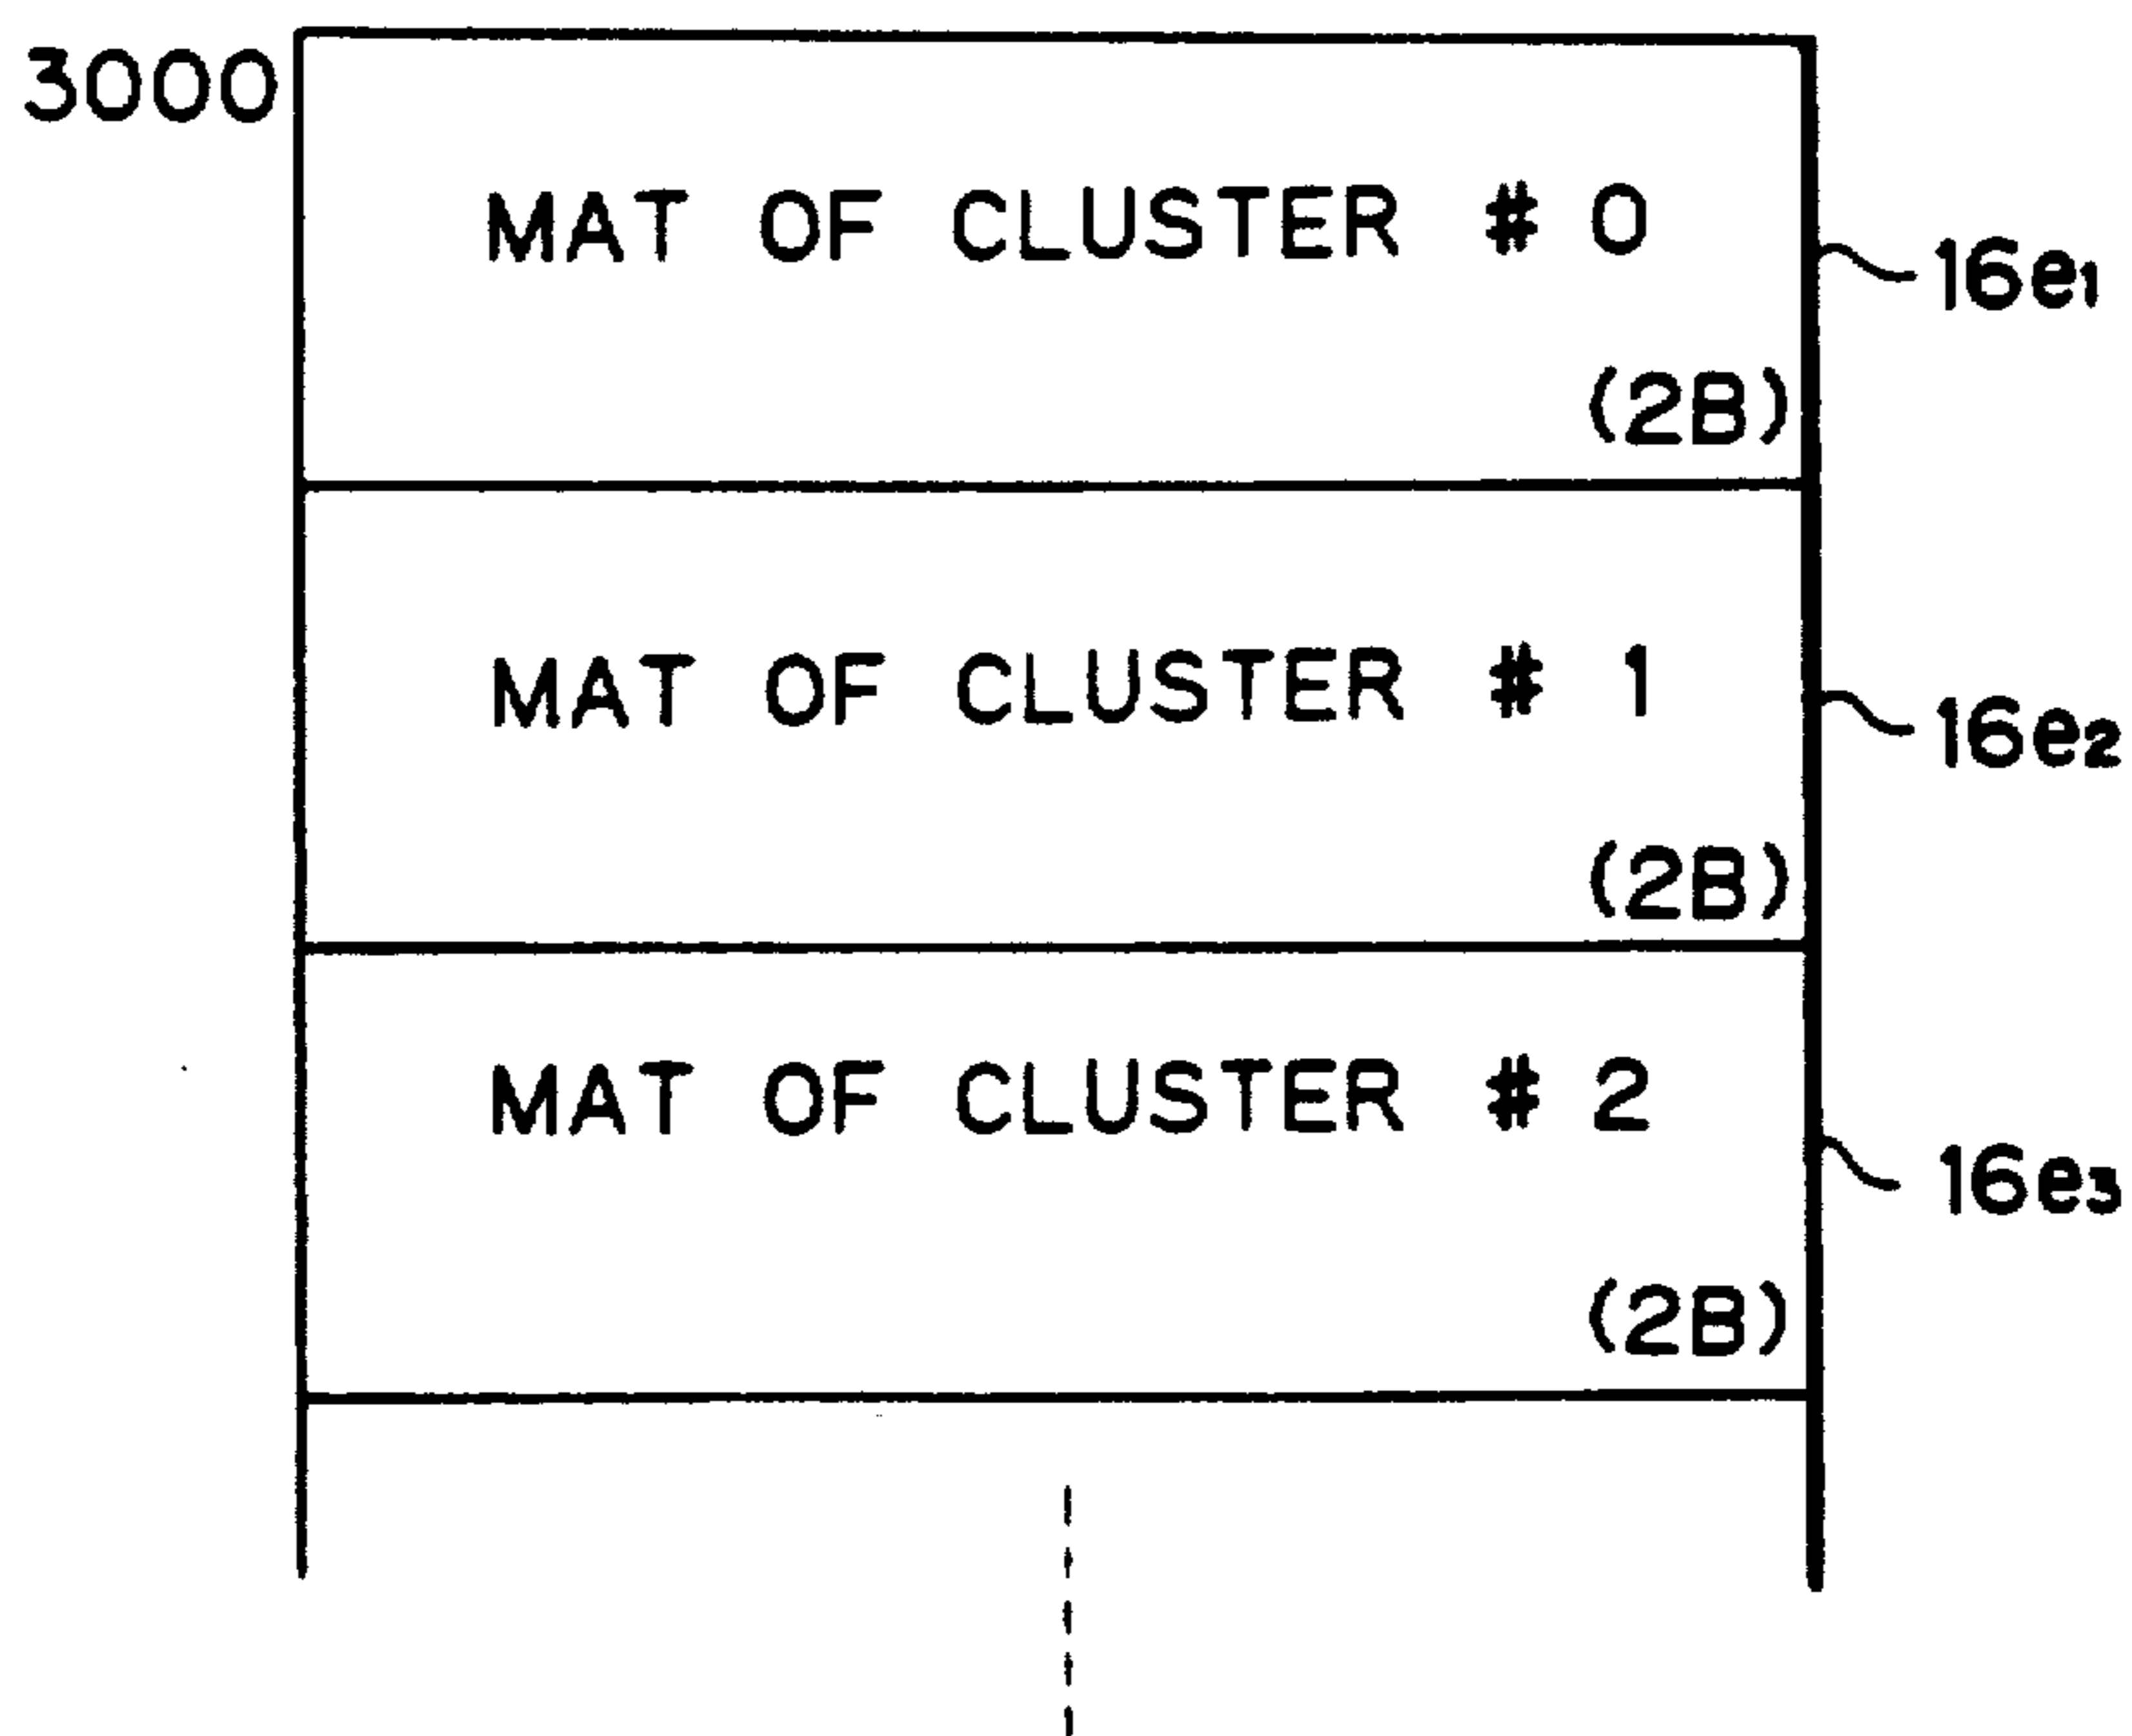 3000
MAT OF CLUSTER # 0
16e1
(2B)
MAT OF CLUSTER # 1
16e2
(2B)
MAT OF CLUSTER # 2
16e3
(2B)